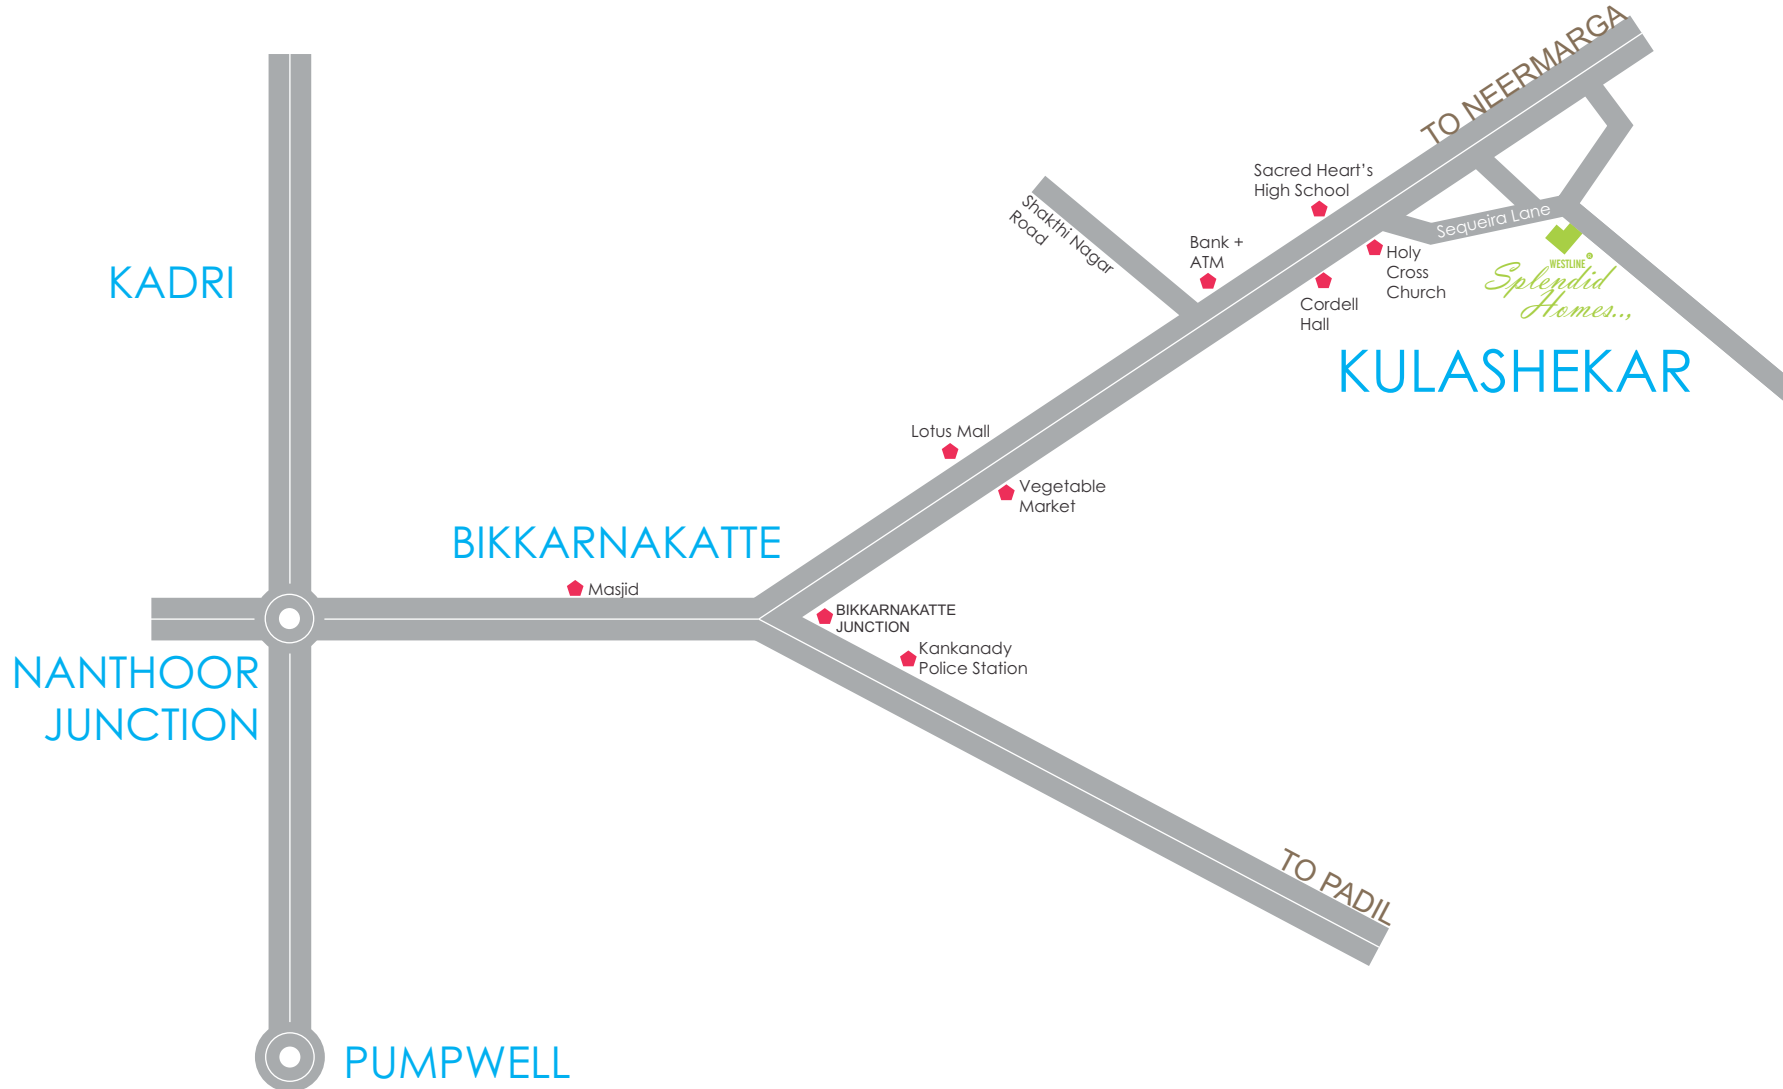 TO NEERMARGA
Sacred Heart's
High School
Shakthi Nagar
Road
Bank +
ATM
Sequeira Lane
Holy
Cross
Church
Cordell
Hall
WESTLINE
Splendid
Homes..,
KADRI
KULASHEKAR
Lotus Mall
Vegetable
Market
BIKKARNAKATTE
Masjid
BIKKARNAKATTE
JUNCTION
Kankanady
Police Station
NANTHOOR
JUNCTION
TO PADIL
PUMPWELL